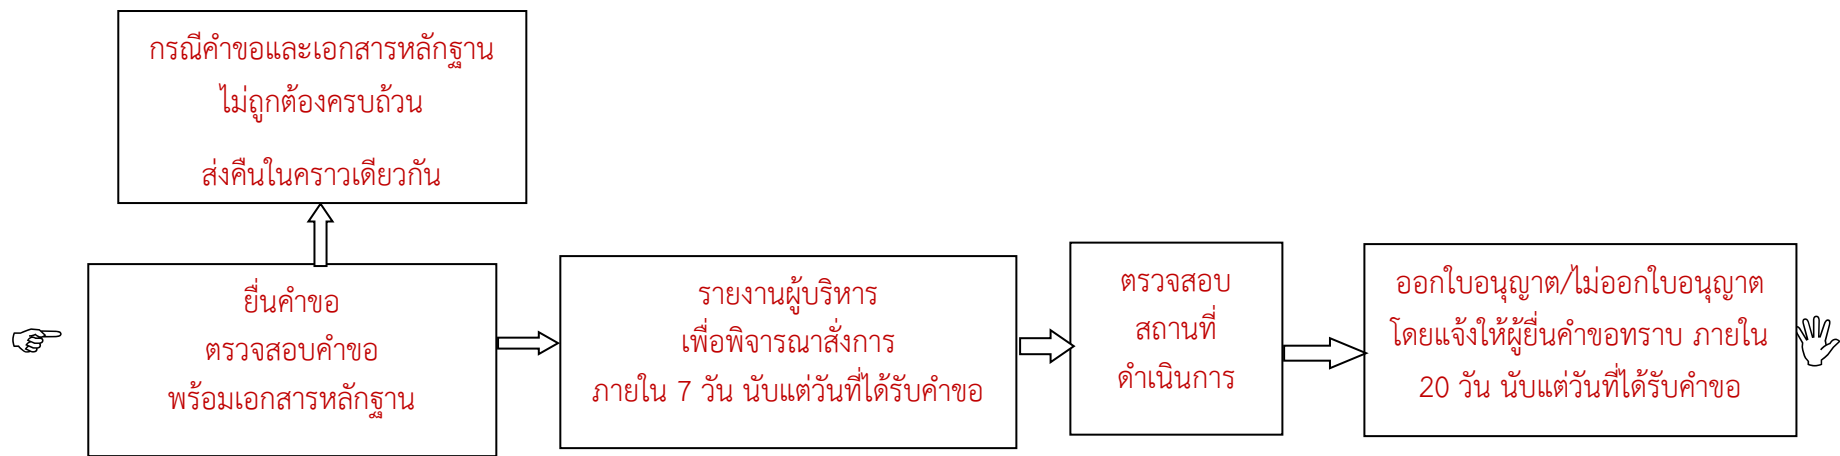 กรณีคำขอและเอกสารหลักฐาน
ไม่ถูกต้องครบถ้วน
ส่งคืนในคราวเดียวกัน
ยื่นคำขอ
ตรวจสอบคำขอ
พร้อมเอกสารหลักฐาน
รายงานผู้บริหาร
เพื่อพิจารณาสั่งการ
ภายใน 7 วัน นับแต่วันที่ได้รับคำขอ
ตรวจสอบ
สถานที่
ดำเนินการ
ออกใบอนุญาต/ไม่ออกใบอนุญาต
โดยแจ้งให้ผู้ยื่นคำขอทราบ ภายใน
20 วัน นับแต่วันที่ได้รับคำขอ